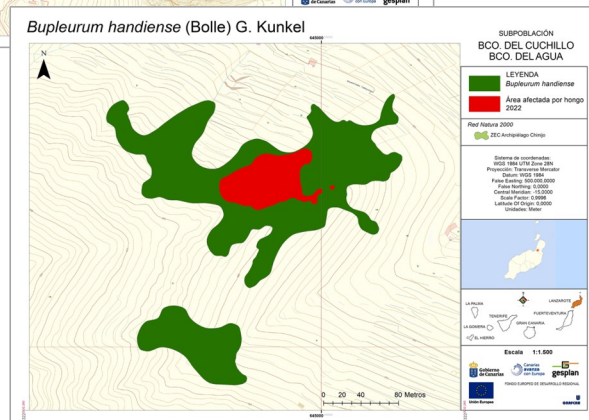 Bupleurum handiense (Bolle) G. Kunkel
645000
N
SUBPOBLACIÓN
BCO. DEL CUCHILLO
BCO. DEL AGUA
LEYENDA
Bupleurum handiense
Área afectada por hongo
2022
Red Natura 2000
ZEC Archipiélago Chinijo
Sistema de coordenadas:
WGS 1984 UTM Zone 28N
Proyección: Transverse Mercator
Datum: WGS 1984
False Easting: 500.000,0000
False Northing: 0,0000
Central Meridian: -15,0000
Scale Factor: 0,9996
Latitude Of Origin: 0,0000
Unidades: Meter
LA PALMA
LANZAROTE
TENERIFE
FUERTEVENTURA
LA GOMERA
GRAN CANARIA
EL HIERRO
Escala 1:1.500
Gobierno de Canarias
Canarias avanza con Europa
gesplan
FONDO EUROPEO DE DESARROLLO REGIONAL
Unión Europea
0 20 40 80 Metros
645000
de Canarias
con Europa
gesplan